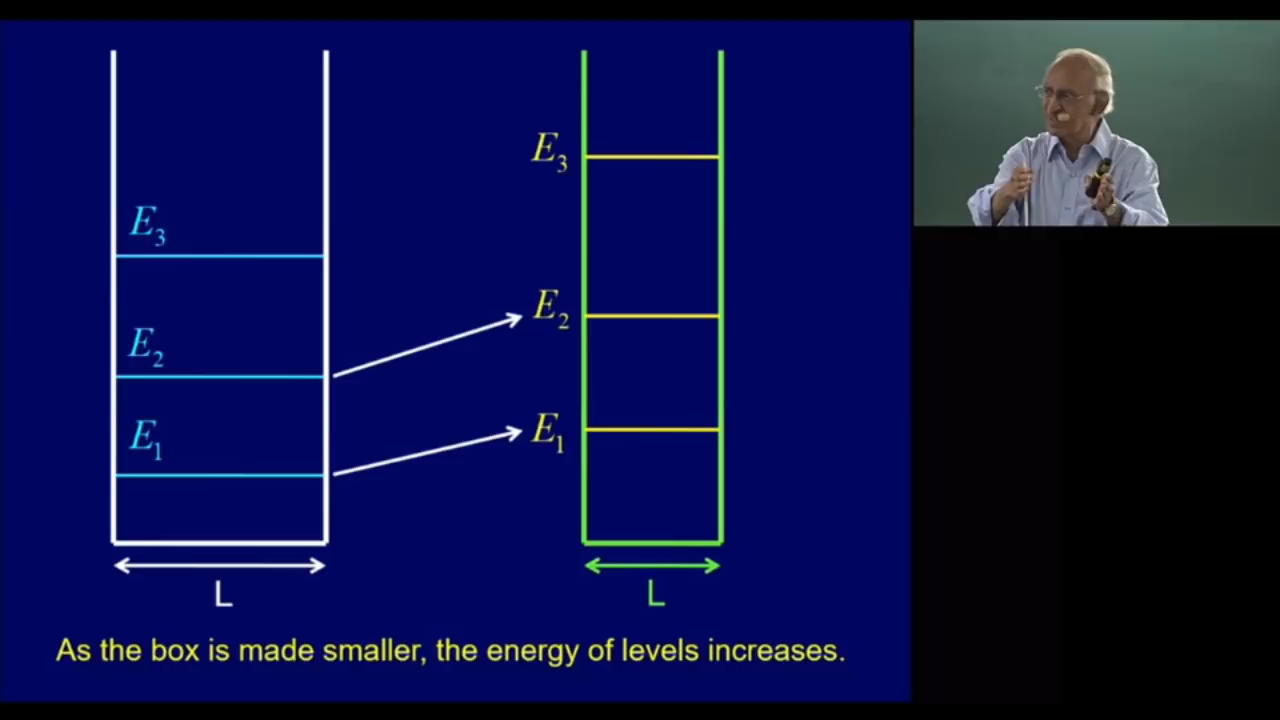 E3
E2
E1
L
E3
E2
E1
L
As the box is made smaller, the energy of levels increases.